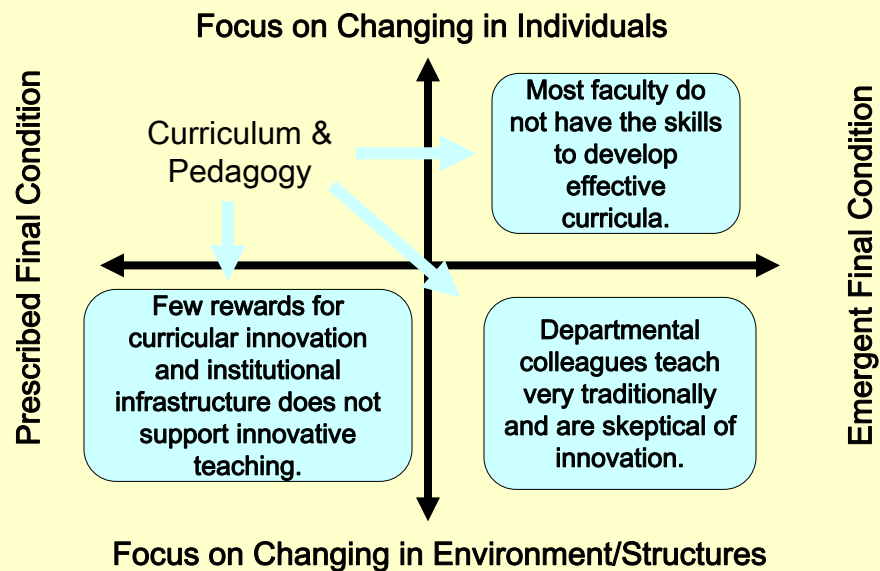 Focus on Changing in Individuals
Prescribed Final Condition
Curriculum &
Pedagogy
Most faculty do
not have the skills
to develop
effective
curricula.
Few rewards for
curricular innovation
and institutional
infrastructure does not
support innovative
teaching.
Departmental
colleagues teach
very traditionally
and are skeptical of
innovation.
Emergent Final Condition
Focus on Changing in Environment/Structures